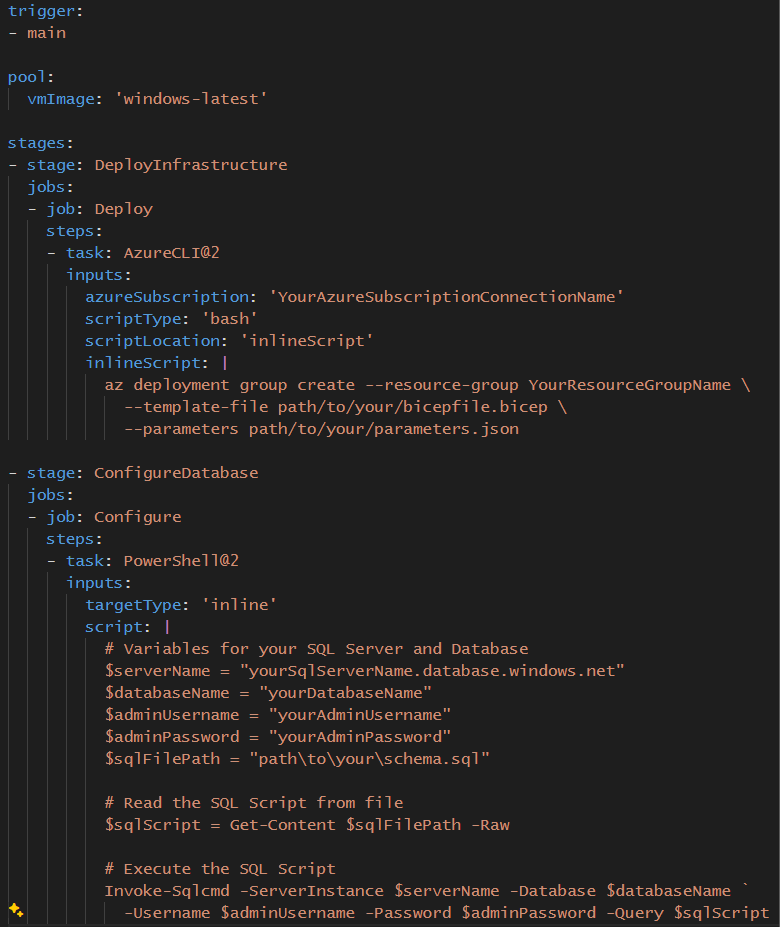 trigger:
- main
pool:
  vmImage: 'windows-latest'
stages:
- stage: DeployInfrastructure
  jobs:
  - job: Deploy
    steps:
    - task: AzureCLI@2
      inputs:
        azureSubscription: 'YourAzureSubscriptionConnectionName'
        scriptType: 'bash'
        scriptLocation: 'inlineScript'
        inlineScript: |
          az deployment group create --resource-group YourResourceGroupName \
            --template-file path/to/your/bicepfile.bicep \
            --parameters path/to/your/parameters.json
- stage: ConfigureDatabase
  jobs:
  - job: Configure
    steps:
    - task: PowerShell@2
      inputs:
        targetType: 'inline'
        script: |
          # Variables for your SQL Server and Database
          $serverName = "yourSqlServerName.database.windows.net"
          $databaseName = "yourDatabaseName"
          $adminUsername = "yourAdminUsername"
          $adminPassword = "yourAdminPassword"
          $sqlFilePath = "path\to\your\schema.sql"
          # Read the SQL Script from file
          $sqlScript = Get-Content $sqlFilePath -Raw
          # Execute the SQL Script
          Invoke-Sqlcmd -ServerInstance $serverName -Database $databaseName `
            -Username $adminUsername -Password $adminPassword -Query $sqlScript